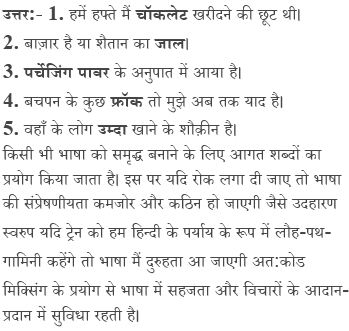 उत्तर:- 1. हमें हफ्ते मैं चॉकलेट खरीदने की छूट थी।
2. बाज़ार है या शैतान का जाल।
3. पर्चेजिंग पावर के अनुपात में आया है।
4. बचपन के कुछ फ्रॉक तो मुझे अब तक याद है।
5. वहाँ के लोग उम्दा खाने के शौक़ीन है।
किसी भी भाषा को समृद्ध बनाने के लिए आगत शब्दों का
प्रयोग किया जाता है। इस पर यदि रोक लगा दी जाए तो भाषा
की संप्रेषणीयता कमजोर और कठिन हो जाएगी जैसे उदहारण
स्वरुप यदि ट्रेन को हम हिन्दी के पर्याय के रूप में लौह-पथ-
गामिनी कहेंगे तो भाषा मैं दुरुहता आ जाएगी अत:कोड
मिक्सिंग के प्रयोग से भाषा में सहजता और विचारों के आदान-
प्रदान में सुविधा रहती है।